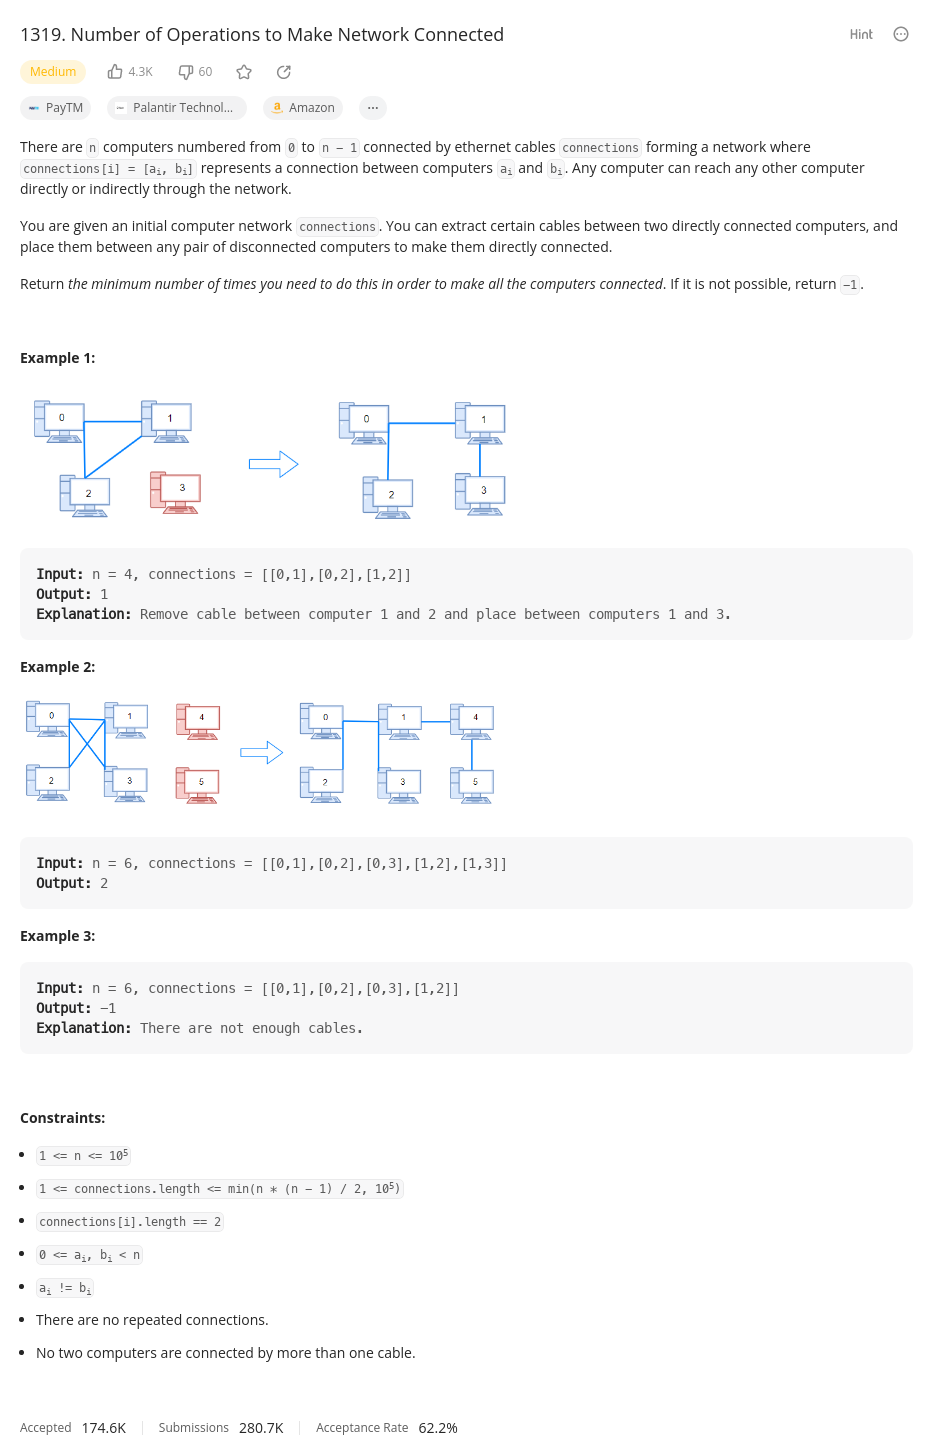 1319. Number of Operations to Make Network Connected
Hint
Medium 4.3K 60
PayTM Palantir Technol... Amazon ...
There are n computers numbered from 0 to n - 1 connected by ethernet cables connections forming a network where
connections[i] = [ai, bi] represents a connection between computers ai and bi. Any computer can reach any other computer
directly or indirectly through the network.
You are given an initial computer network connections. You can extract certain cables between two directly connected computers, and
place them between any pair of disconnected computers to make them directly connected.
Return the minimum number of times you need to do this in order to make all the computers connected. If it is not possible, return -1.
Example 1:
0 1 0 1
2 3 2 3
Input: n = 4, connections = [[0,1],[0,2],[1,2]]
Output: 1
Explanation: Remove cable between computer 1 and 2 and place between computers 1 and 3.
Example 2:
0 1 4 0 1 4
2 3 5 2 3 5
Input: n = 6, connections = [[0,1],[0,2],[0,3],[1,2],[1,3]]
Output: 2
Example 3:
Input: n = 6, connections = [[0,1],[0,2],[0,3],[1,2]]
Output: -1
Explanation: There are not enough cables.
Constraints:
• 1 <= n <= 10⁵
• 1 <= connections.length <= min(n * (n - 1) / 2, 10⁵)
• connections[i].length == 2
• 0 <= ai, bi < n
• ai != bi
• There are no repeated connections.
• No two computers are connected by more than one cable.
Accepted 174.6K Submissions 280.7K Acceptance Rate 62.2%